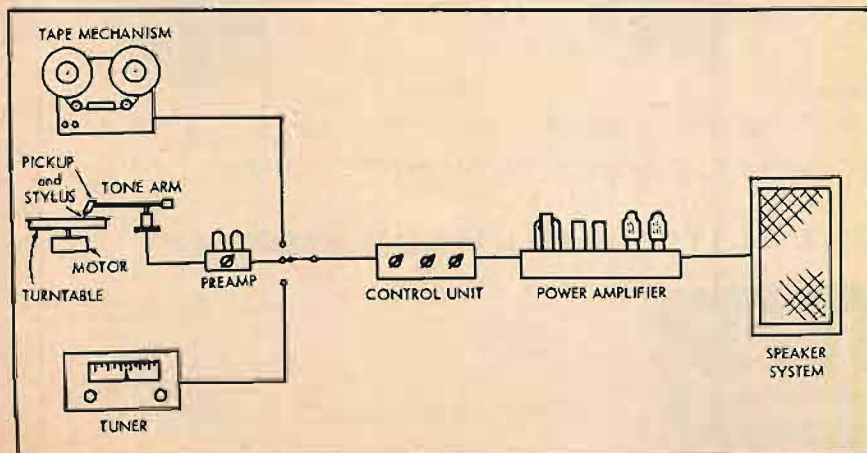 TAPE MECHANISM
PICKUP
and
STYLUS
TONE ARM
MOTOR
TURNTABLE
PREAMP
CONTROL UNIT
POWER AMPLIFIER
SPEAKER
SYSTEM
TUNER